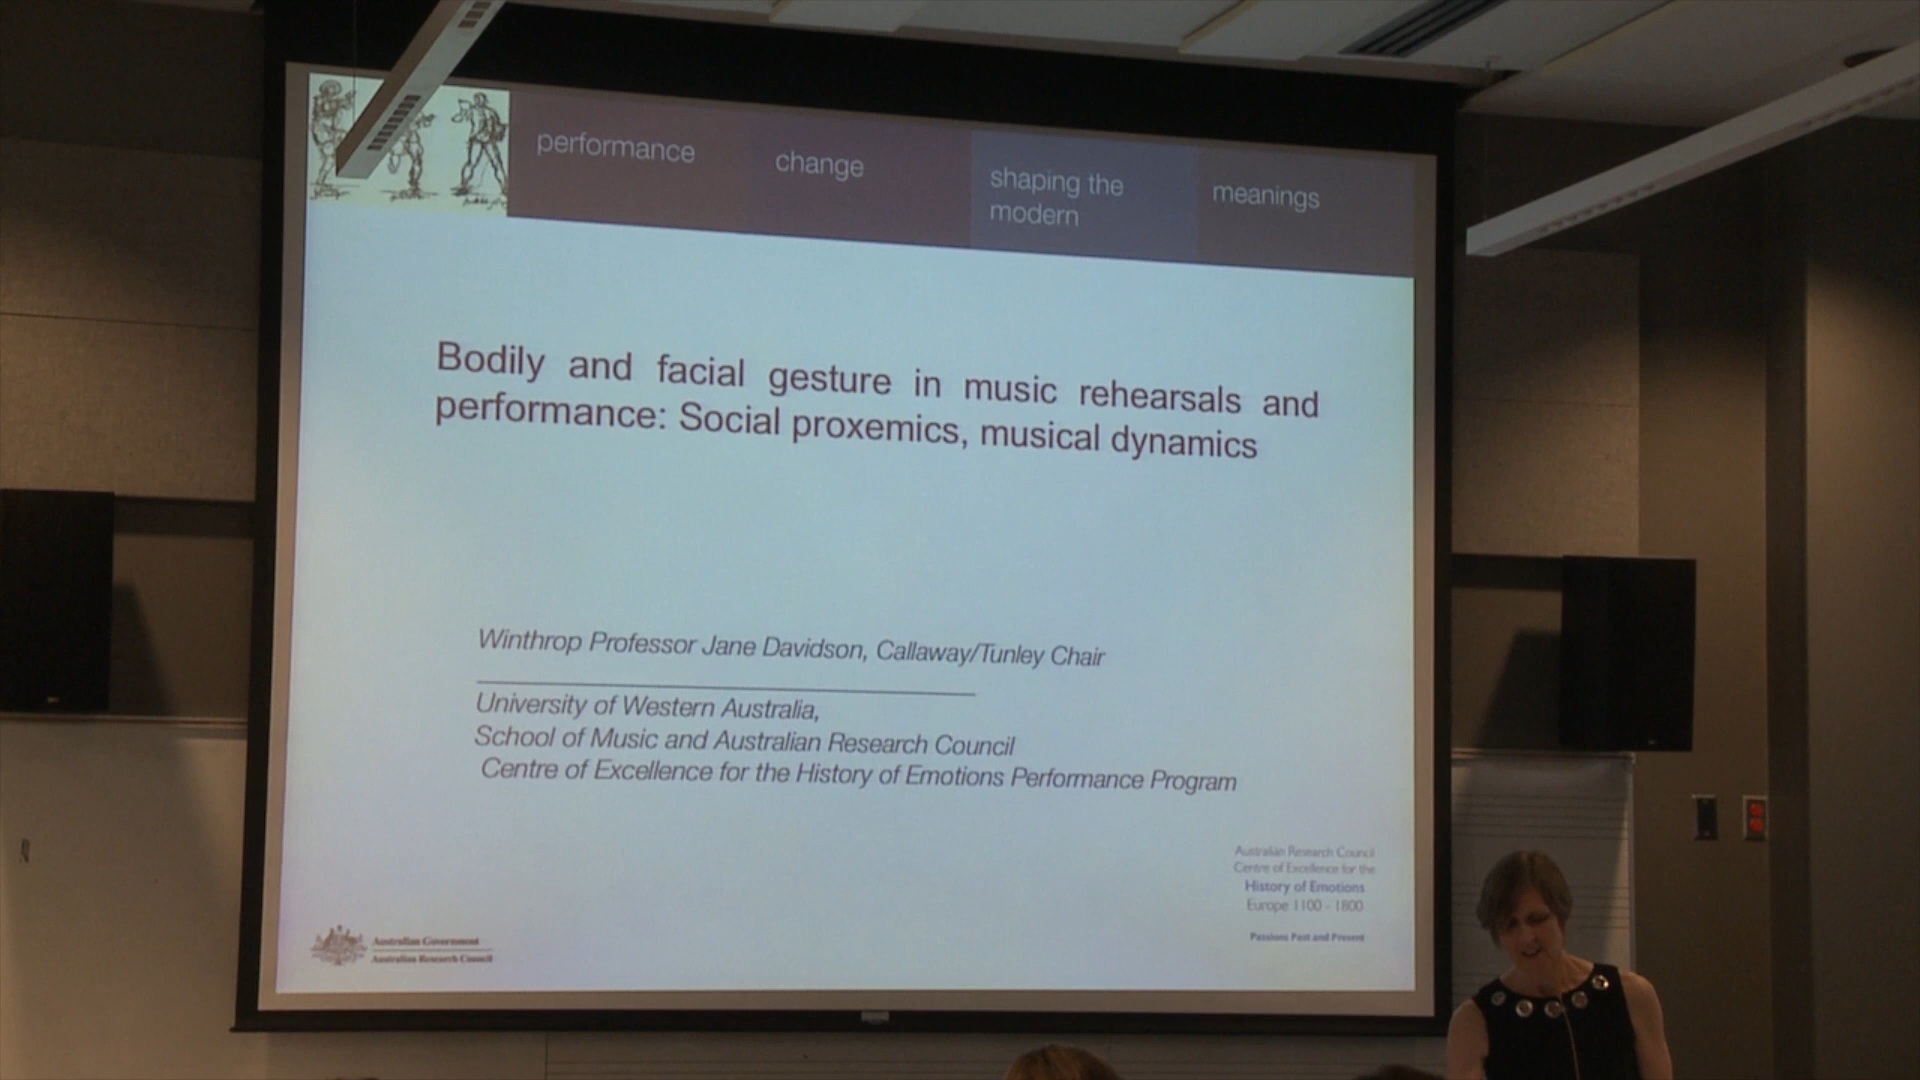 performance
change
shaping the
modern
meanings
Bodily and facial gesture in music rehearsals and
performance: Social proxemics, musical dynamics
Winthrop Professor Jane Davidson, Callaway/Tunley Chair
University of Western Australia,
School of Music and Australian Research Council
Centre of Excellence for the History of Emotions Performance Program
Australian Research Council
Centre of Excellence for the
History of Emotions
Europe 1100 - 1800
Passions Past and Present
Australian Government
Australian Research Council